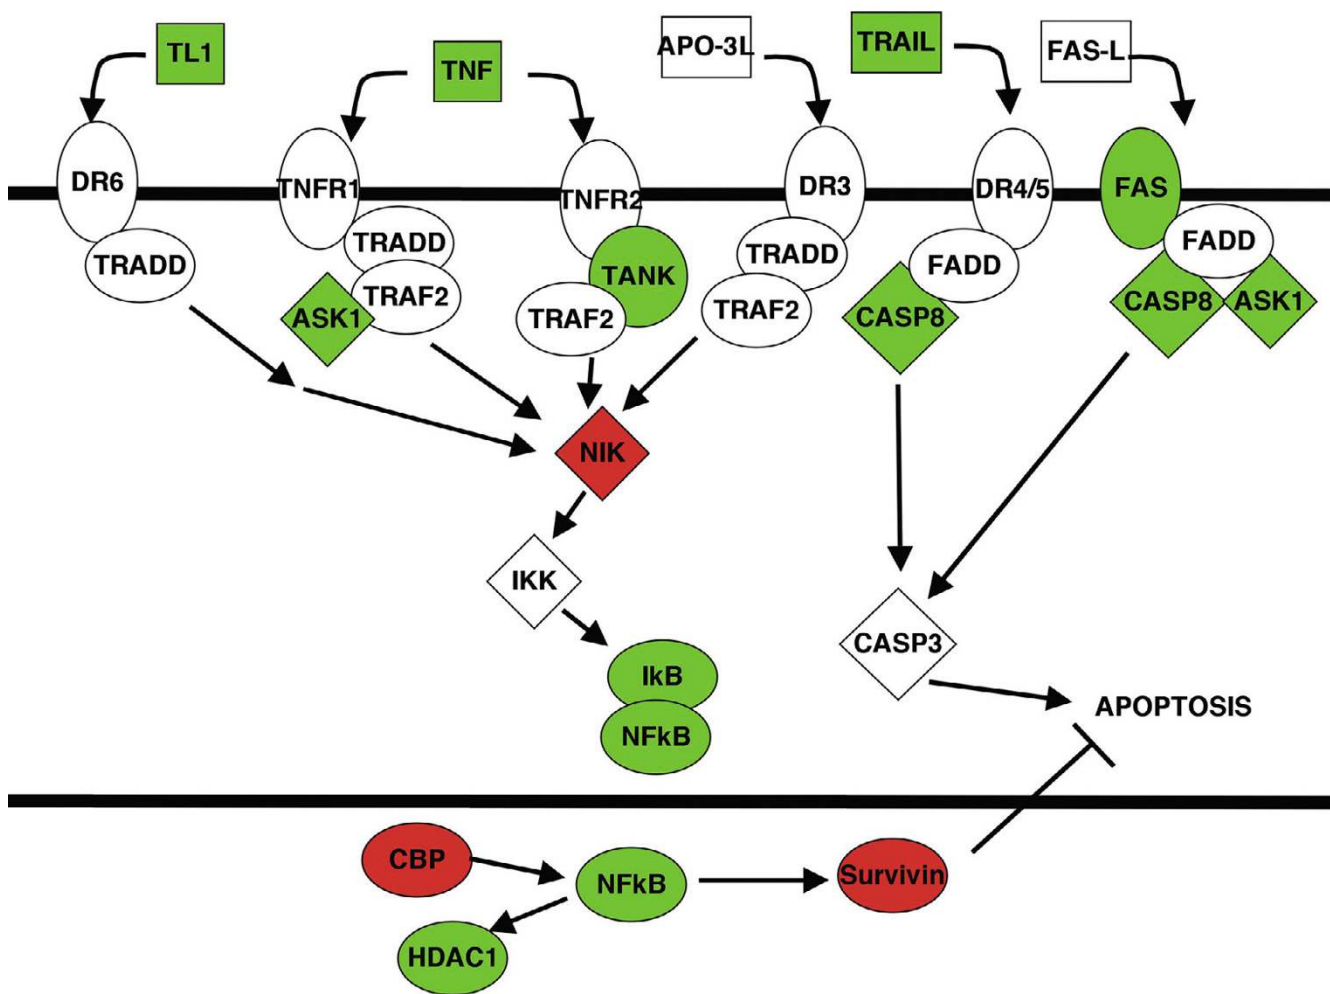 TL1
TNF
APO-3L
TRAIL
FAS-L
DR6
TNFR1
TNFR2
DR3
DR4/5
FAS
TRADD
TRADD
TRAF2
ASK1
TANK
TRAF2
TRADD
TRAF2
FADD
CASP8
FADD
CASP8
ASK1
NIK
IKK
IkB
NFkB
CASP3
APOPTOSIS
CBP
NFkB
Survivin
HDAC1